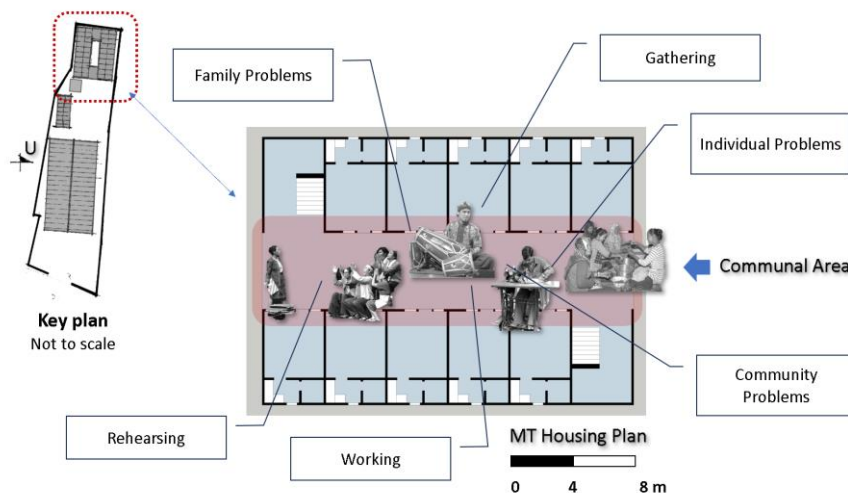 Family Problems
Gathering
Individual Problems
U
Communal Area
Key plan
Not to scale
Community
Problems
Rehearsing
Working
MT Housing Plan
0 4 8 m